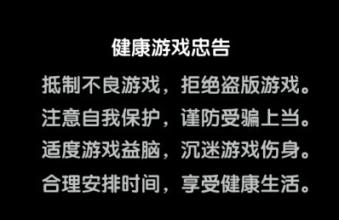 健康游戏忠告
抵制不良游戏，拒绝盗版游戏。
注意自我保护，谨防受骗上当。
适度游戏益脑，沉迷游戏伤身。
合理安排时间，享受健康生活。